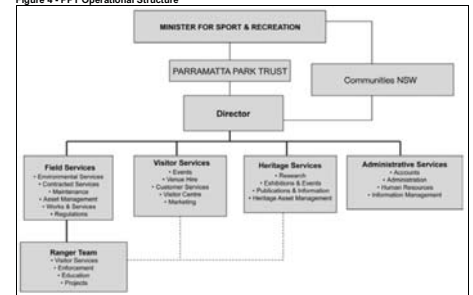 Figure 4 - PPT Operational Structure
MINISTER FOR SPORT & RECREATION
PARRAMATTA PARK TRUST
Communities NSW
Director
Field Services
• Environmental Services
• Contracted Services
• Maintenance
• Asset Management
• Works & Services
• Regulations
Visitor Services
• Events
• Venue Hire
• Customer Services
• Visitor Centre
• Marketing
Heritage Services
• Research
• Exhibitions & Events
• Publications & Information
• Heritage Asset Management
Administrative Services
• Accounts
• Administration
• Human Resources
• Information Management
Ranger Team
• Visitor Services
• Enforcement
• Education
• Projects